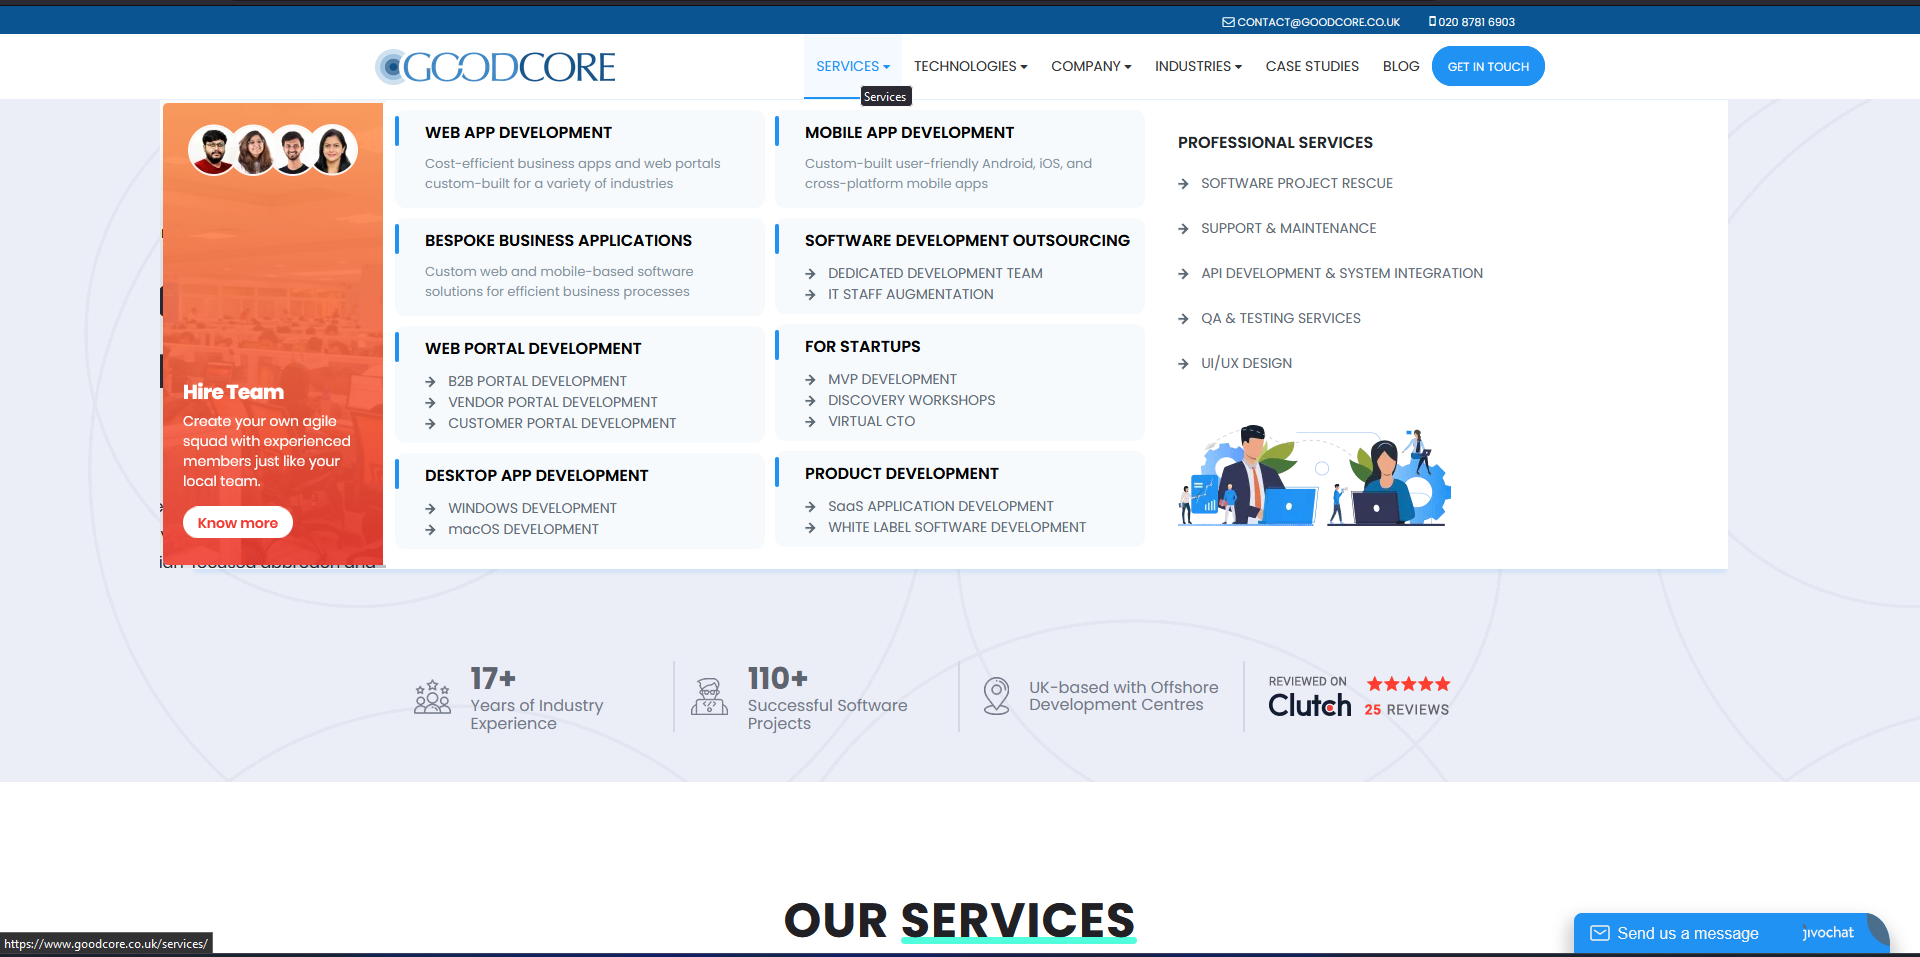 CONTACT@GOODCORE.CO.UK
020 8781 6903
GOODCORE
SERVICES
TECHNOLOGIES
COMPANY
INDUSTRIES
CASE STUDIES
BLOG
GET IN TOUCH
Services
Hire Team
Create your own agile
squad with experienced
members just like your
local team.
Know more
WEB APP DEVELOPMENT
Cost-efficient business apps and web portals
custom-built for a variety of industries
BESPOKE BUSINESS APPLICATIONS
Custom web and mobile-based software
solutions for efficient business processes
WEB PORTAL DEVELOPMENT
B2B PORTAL DEVELOPMENT
VENDOR PORTAL DEVELOPMENT
CUSTOMER PORTAL DEVELOPMENT
DESKTOP APP DEVELOPMENT
WINDOWS DEVELOPMENT
macOS DEVELOPMENT
MOBILE APP DEVELOPMENT
Custom-built user-friendly Android, iOS, and
cross-platform mobile apps
SOFTWARE DEVELOPMENT OUTSOURCING
DEDICATED DEVELOPMENT TEAM
IT STAFF AUGMENTATION
FOR STARTUPS
MVP DEVELOPMENT
DISCOVERY WORKSHOPS
VIRTUAL CTO
PRODUCT DEVELOPMENT
SaaS APPLICATION DEVELOPMENT
WHITE LABEL SOFTWARE DEVELOPMENT
PROFESSIONAL SERVICES
SOFTWARE PROJECT RESCUE
SUPPORT & MAINTENANCE
API DEVELOPMENT & SYSTEM INTEGRATION
QA & TESTING SERVICES
UI/UX DESIGN
17+
Years of Industry
Experience
110+
Successful Software
Projects
UK-based with Offshore
Development Centres
REVIEWED ON
Clutch
25 REVIEWS
OUR SERVICES
https://www.goodcore.co.uk/services/
Send us a message
jivochat